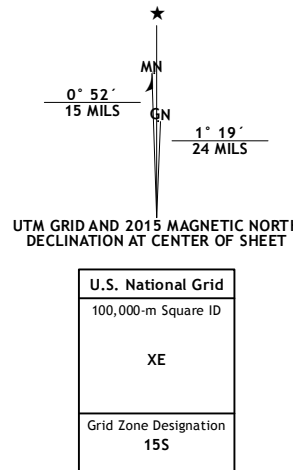 ★
MN
0° 52´
15 MILS
GN
1° 19´
24 MILS
UTM GRID AND 2015 MAGNETIC NORTH
DECLINATION AT CENTER OF SHEET
U.S. National Grid
100,000-m Square ID
XE
Grid Zone Designation
15S